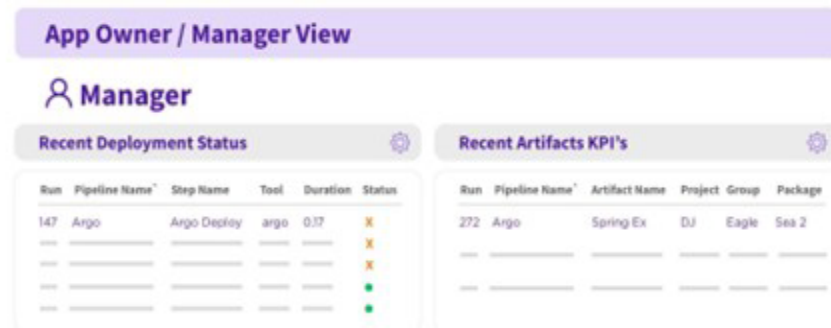 App Owner / Manager View
Manager
Recent Deployment Status
Run Pipeline Name^ Step Name Tool Duration Status
147 Argo Argo Deploy argo 0.17 X
X
X
Recent Artifacts KPI's
Run Pipeline Name^ Artifact Name Project Group Package
272 Argo Spring Ex DJ Eagle Sea 2